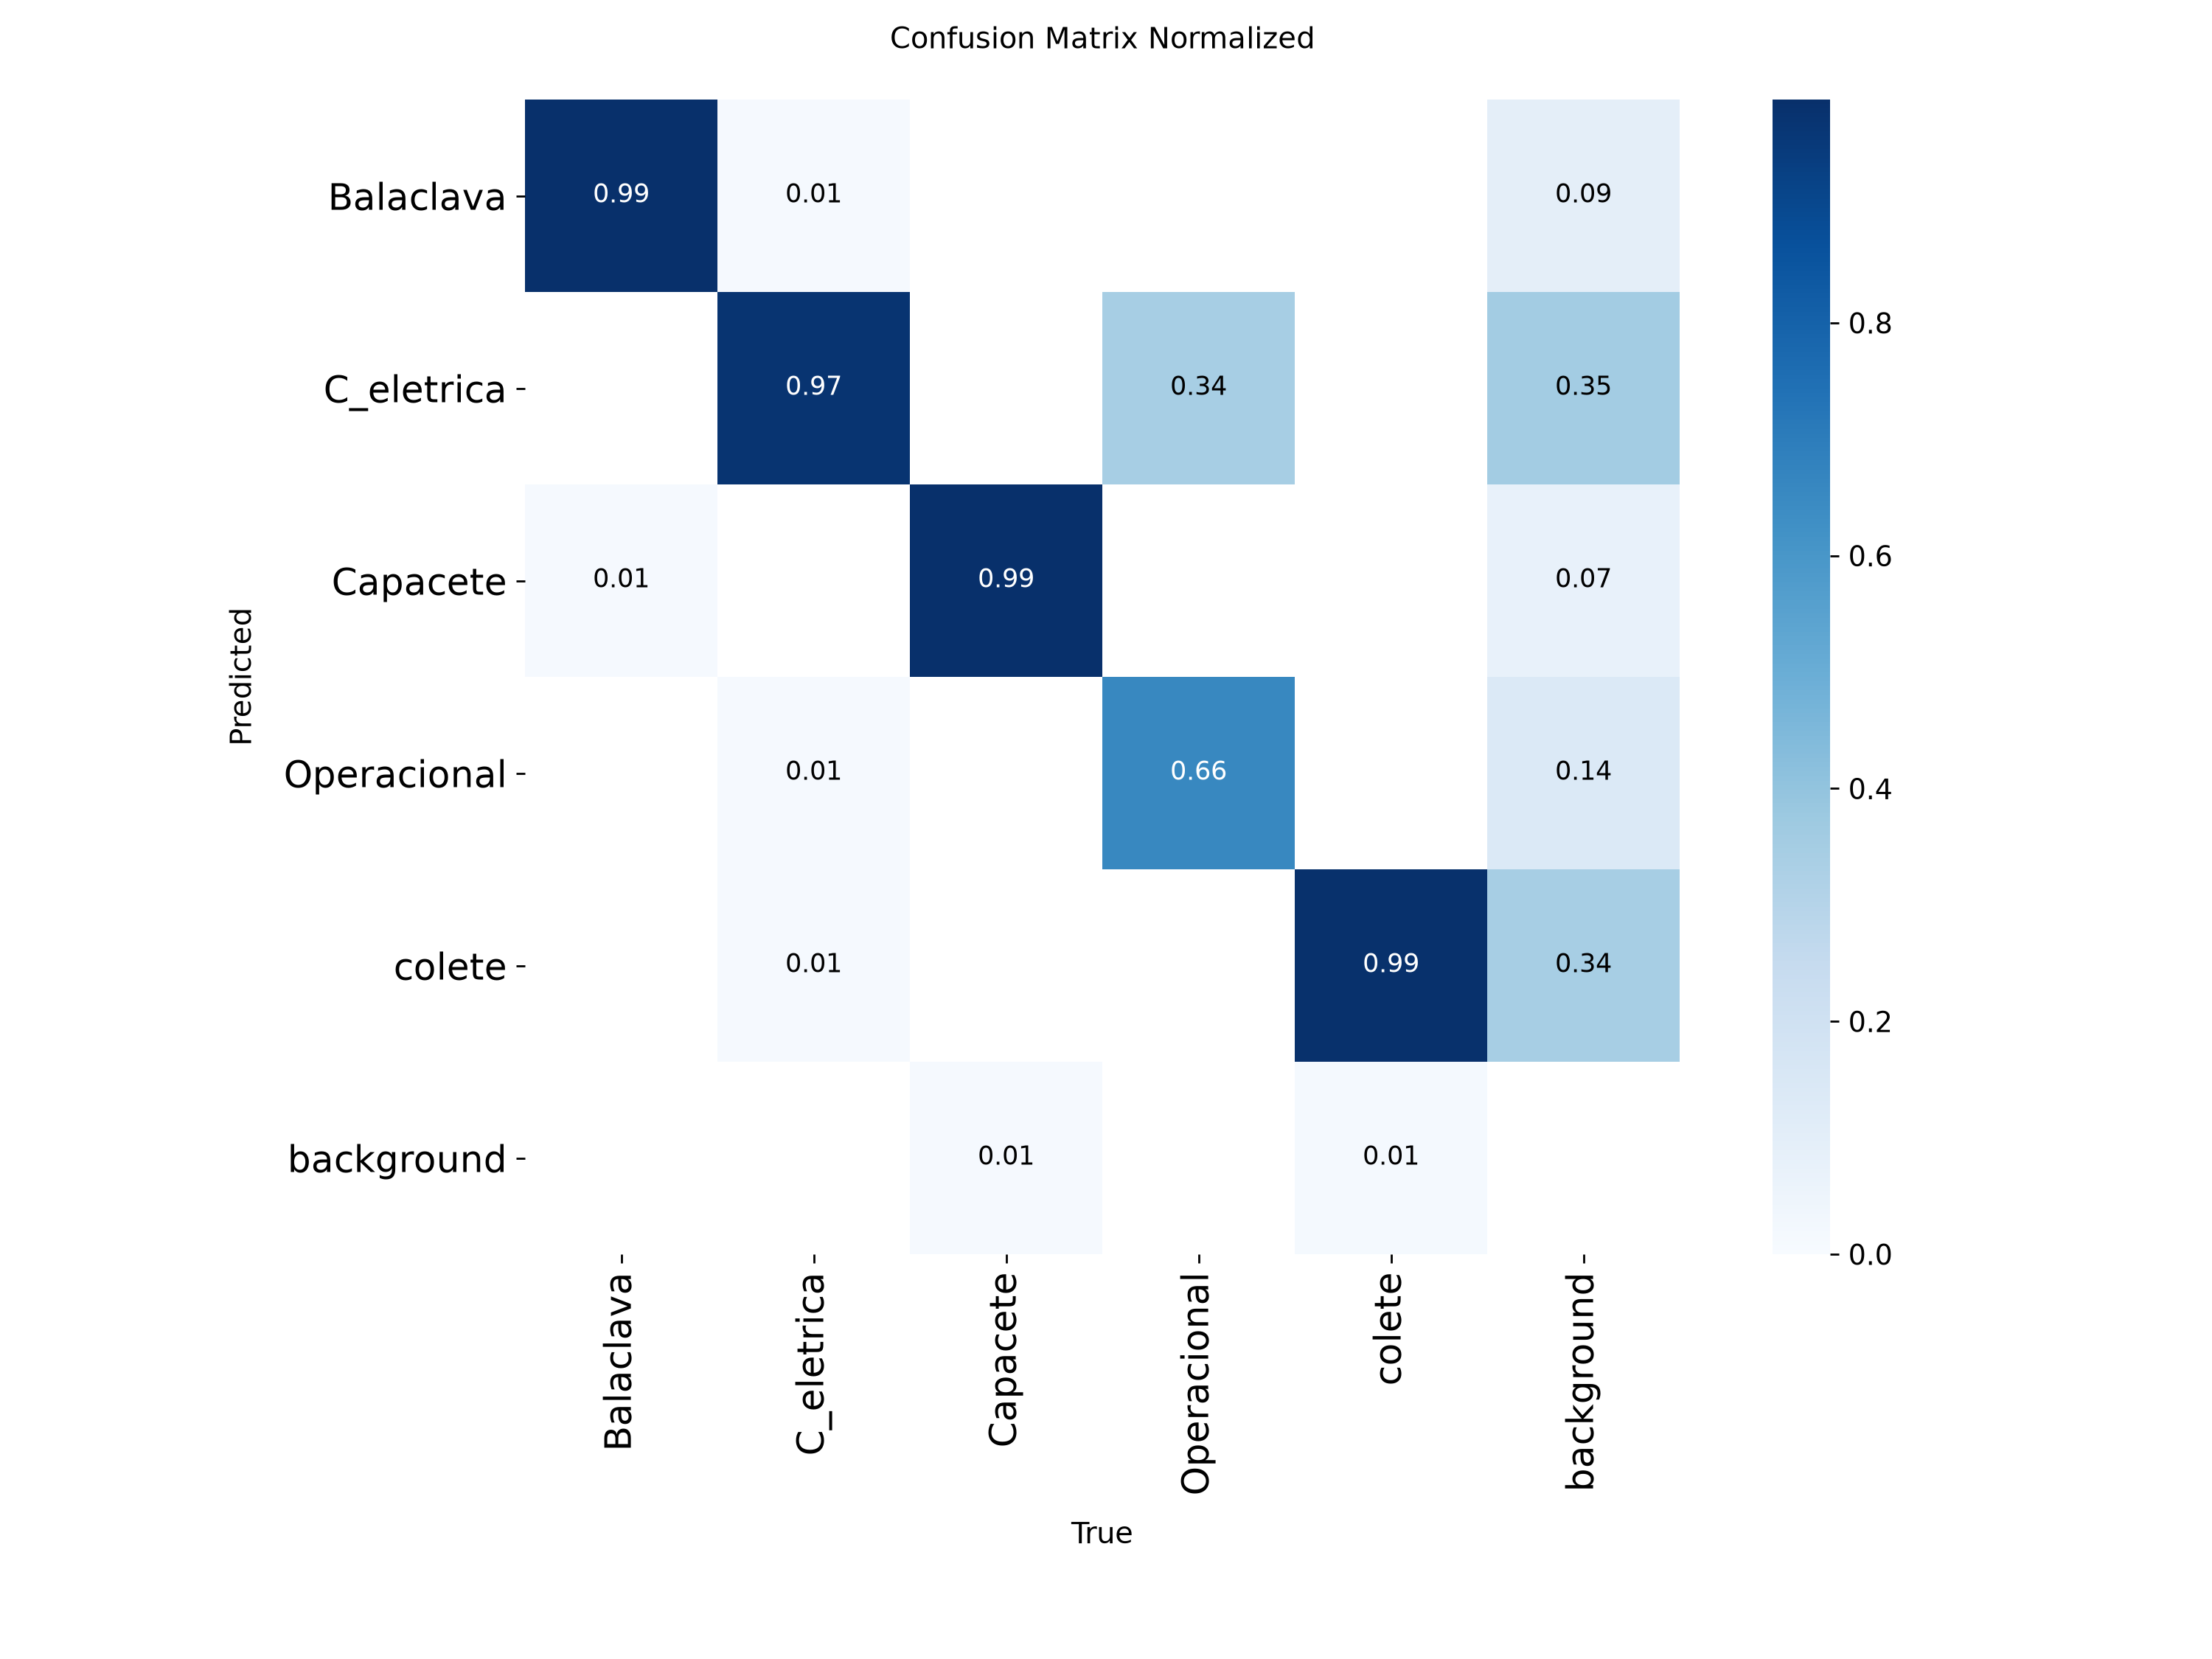 Confusion Matrix Normalized
Balaclava
0.99
0.01
0.09
C_eletrica
0.97
0.34
0.35
Capacete
0.01
0.99
0.07
Operacional
0.01
0.66
0.14
colete
0.01
0.99
0.34
background
0.01
0.01
Predicted
Balaclava
C_eletrica
Capacete
Operacional
colete
background
True
0.8
0.6
0.4
0.2
0.0